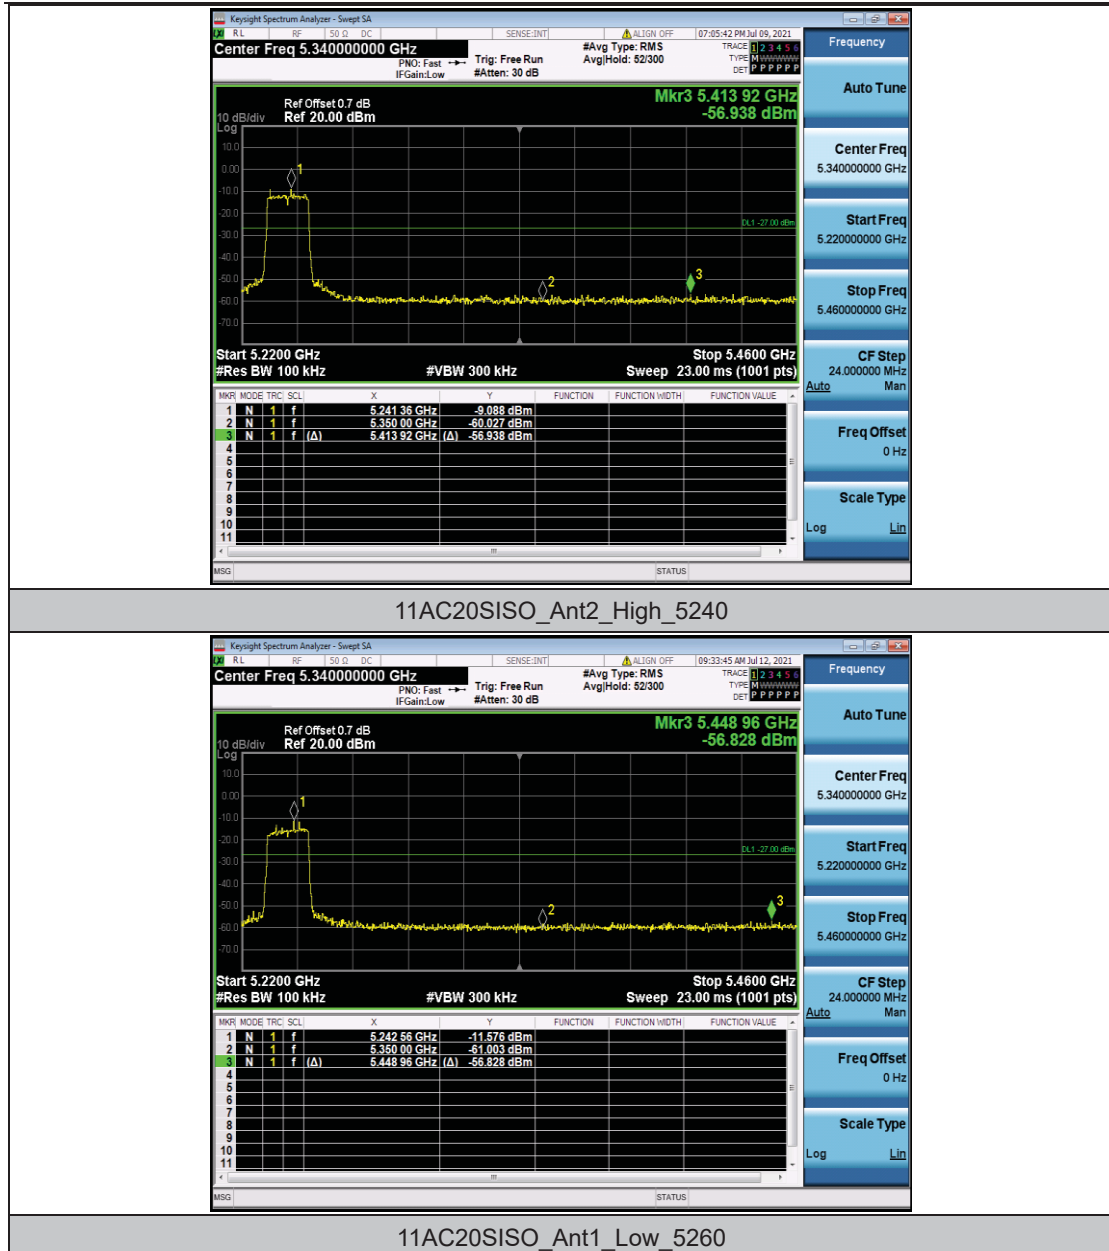 Keysight Spectrum Analyzer - Swept SA
RL RF 50 Ω DC SENSE:INT ALIGN OFF 07:05:42 PM Jul 09, 2021
Center Freq 5.340000000 GHz
PNO: Fast
IFGain:Low
Trig: Free Run
#Atten: 30 dB
#Avg Type: RMS
Avg|Hold: 52/300
TRACE 1 2 3 4 5 6
TYPE M W W W W W
DET P P P P P P
Frequency
Auto Tune
Center Freq
5.340000000 GHz
Start Freq
5.220000000 GHz
Stop Freq
5.460000000 GHz
CF Step
24.000000 MHz
Auto Man
Freq Offset
0 Hz
Scale Type
Log Lin
Mkr3 5.413 92 GHz
-56.938 dBm
Ref Offset 0.7 dB
10 dB/div Ref 20.00 dBm
Log
10.0
0.00
-10.0
-20.0
-30.0
-40.0
-50.0
-60.0
-70.0
1
2
3
DL1 -27.00 dBm
Start 5.2200 GHz Stop 5.4600 GHz
#Res BW 100 kHz #VBW 300 kHz Sweep 23.00 ms (1001 pts)
MKR MODE TRC SCL X Y FUNCTION FUNCTION WIDTH FUNCTION VALUE
1 N 1 f 5.241 36 GHz -9.088 dBm
2 N 1 f 5.350 00 GHz -60.027 dBm
3 N 1 f (Δ) 5.413 92 GHz (Δ) -56.938 dBm
4
5
6
7
8
9
10
11
MSG STATUS
11AC20SISO_Ant2_High_5240
Keysight Spectrum Analyzer - Swept SA
RL RF 50 Ω DC SENSE:INT ALIGN OFF 09:33:45 AM Jul 12, 2021
Center Freq 5.340000000 GHz
PNO: Fast
IFGain:Low
Trig: Free Run
#Atten: 30 dB
#Avg Type: RMS
Avg|Hold: 52/300
TRACE 1 2 3 4 5 6
TYPE M W W W W W
DET P P P P P P
Frequency
Auto Tune
Center Freq
5.340000000 GHz
Start Freq
5.220000000 GHz
Stop Freq
5.460000000 GHz
CF Step
24.000000 MHz
Auto Man
Freq Offset
0 Hz
Scale Type
Log Lin
Mkr3 5.448 96 GHz
-56.828 dBm
Ref Offset 0.7 dB
10 dB/div Ref 20.00 dBm
Log
10.0
0.00
-10.0
-20.0
-30.0
-40.0
-50.0
-60.0
-70.0
1
2
3
DL1 -27.00 dBm
Start 5.2200 GHz Stop 5.4600 GHz
#Res BW 100 kHz #VBW 300 kHz Sweep 23.00 ms (1001 pts)
MKR MODE TRC SCL X Y FUNCTION FUNCTION WIDTH FUNCTION VALUE
1 N 1 f 5.242 56 GHz -11.576 dBm
2 N 1 f 5.350 00 GHz -61.003 dBm
3 N 1 f (Δ) 5.448 96 GHz (Δ) -56.828 dBm
4
5
6
7
8
9
10
11
MSG STATUS
11AC20SISO_Ant1_Low_5260